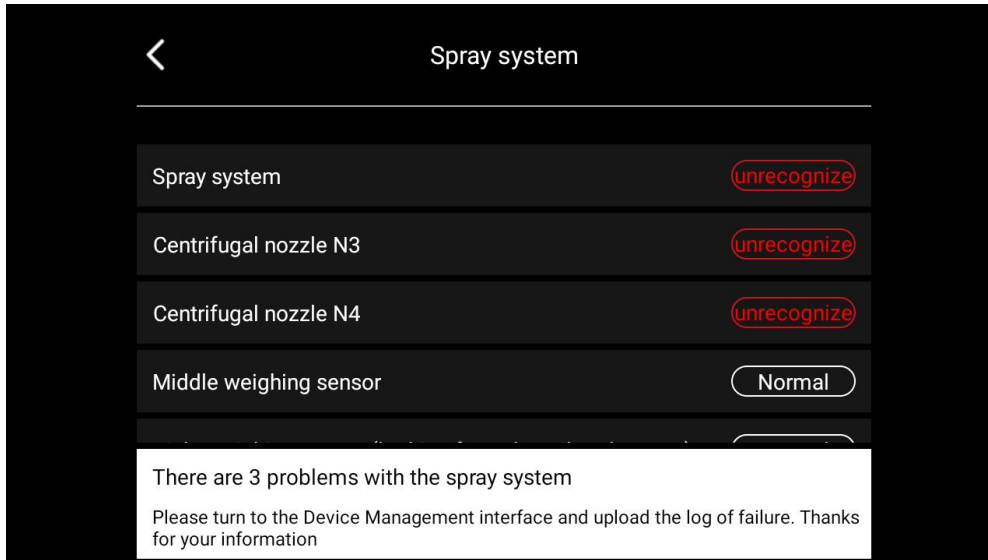 Spray system
Spray system
unrecognize
Centrifugal nozzle N3
unrecognize
Centrifugal nozzle N4
unrecognize
Middle weighing sensor
Normal
There are 3 problems with the spray system
Please turn to the Device Management interface and upload the log of failure. Thanks
for your information